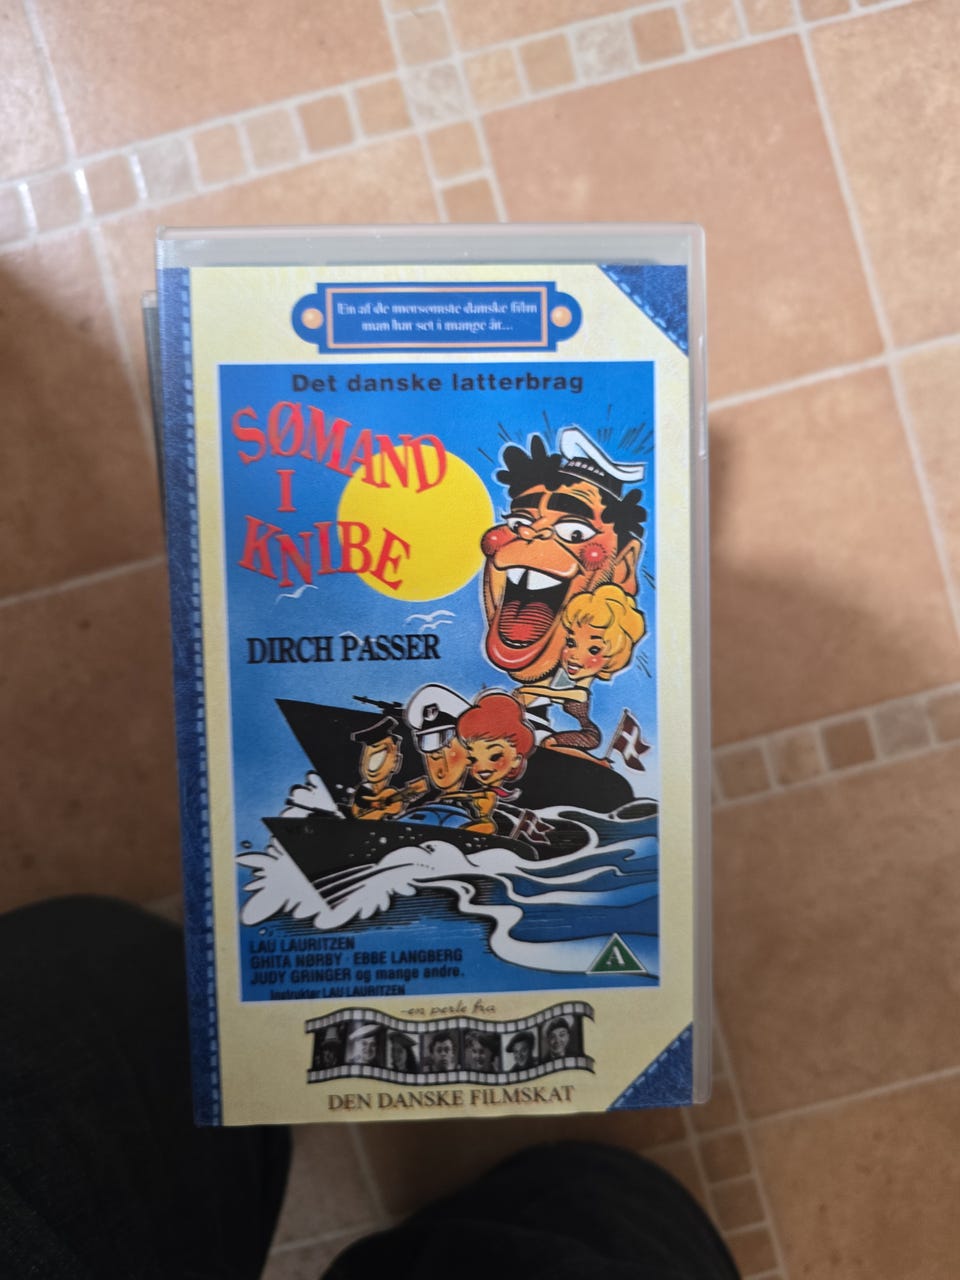 En af de morsomste danske film
man har set i mange år...
Det danske latterbrag
SØMAND
I
KNIBE
DIRCH PASSER
LAU LAURITZEN
GHITA NØRBY · EBBE LANGBERG
JUDY GRINGER og mange andre.
Instruktør LAU LAURITZEN
A
-en perle fra
DEN DANSKE FILMSKAT